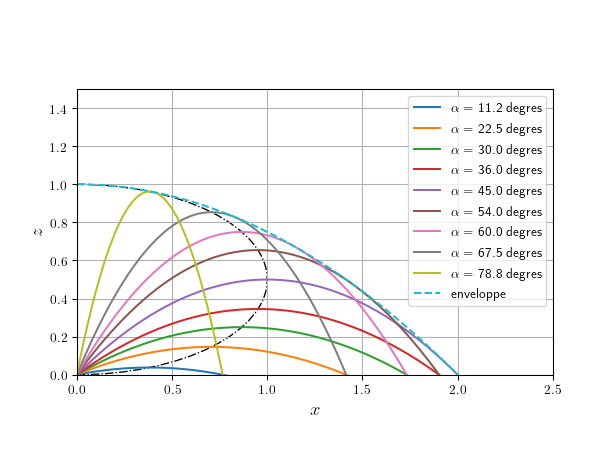 1.4
1.2
1.0
0.8
0.6
0.4
0.2
0.0
z
0.0 0.5 1.0 1.5 2.0 2.5
x
α = 11.2 degres
α = 22.5 degres
α = 30.0 degres
α = 36.0 degres
α = 45.0 degres
α = 54.0 degres
α = 60.0 degres
α = 67.5 degres
α = 78.8 degres
enveloppe